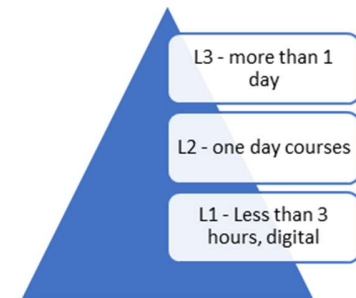 L3 - more than 1
day
L2 - one day courses
L1 - Less than 3
hours, digital